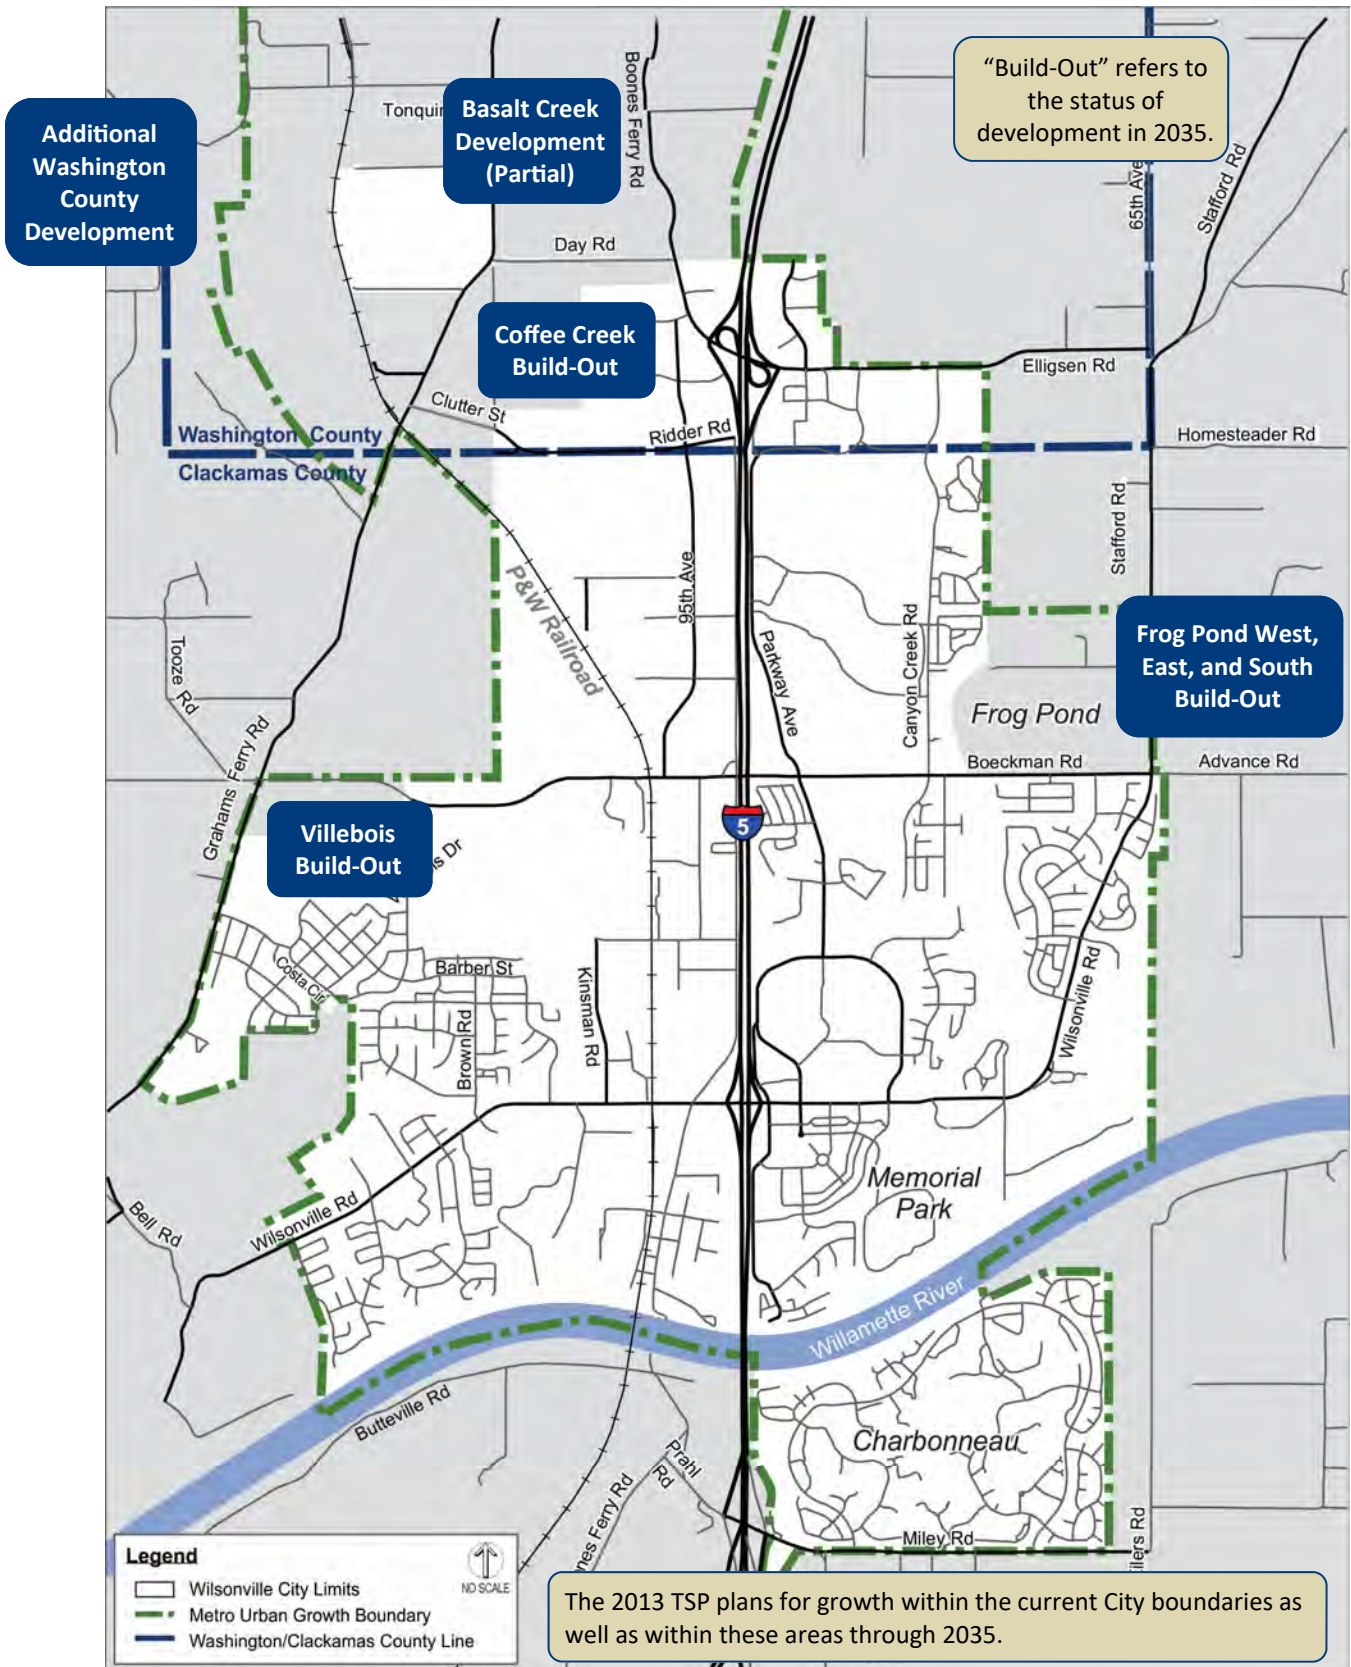 “Build-Out” refers to
the status of
development in 2035.
Additional
Washington
County
Development
Basalt Creek
Development
(Partial)
Boones Ferry Rd
65th Ave
Stafford Rd
Day Rd
Coffee Creek
Build-Out
Elligsen Rd
Clutter St
Ridder Rd
Homesteader Rd
Washington County
Clackamas County
Stafford Rd
P&W Railroad
95th Ave
Parkway Ave
Canyon Creek Rd
Tooze Rd
Frog Pond West,
East, and South
Build-Out
Frog Pond
Boeckman Rd
Advance Rd
Grahams Ferry Rd
5
Villebois
Build-Out
Dr
Barber St
Costa Cir
Brown Rd
Kinsman Rd
Wilsonville Rd
Memorial
Park
Bell Rd
Wilsonville Rd
Willamette River
Butteville Rd
Charbonneau
Prahl
Rd
Miley Rd
Legend
NO SCALE
Wilsonville City Limits
Metro Urban Growth Boundary
Washington/Clackamas County Line
The 2013 TSP plans for growth within the current City boundaries as
well as within these areas through 2035.